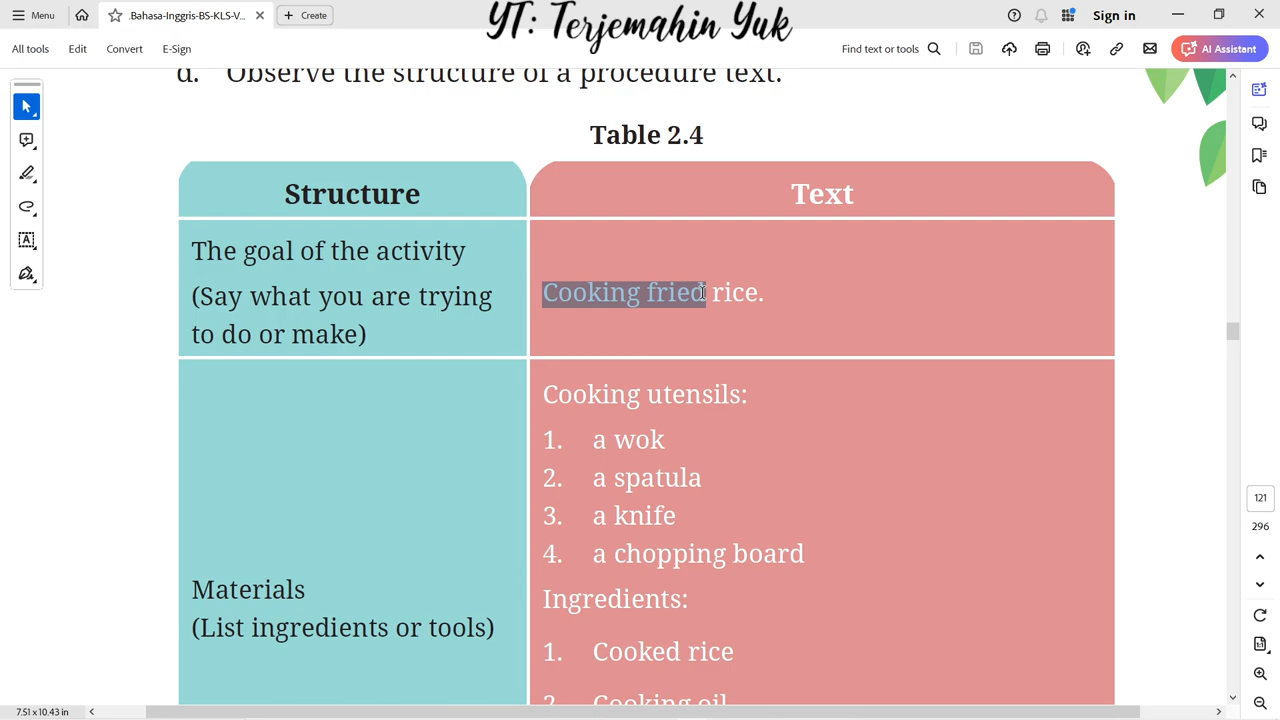 Menu
.Bahasa-Inggris-BS-KLS-V...
Create
YT: Terjemahin Yuk
Sign in
All tools
Edit
Convert
E-Sign
Find text or tools
AI Assistant
d. Observe the structure of a procedure text.
Table 2.4
Structure
Text
The goal of the activity
(Say what you are trying
to do or make)
Cooking fried rice.
Materials
(List ingredients or tools)
Cooking utensils:
1. a wok
2. a spatula
3. a knife
4. a chopping board
Ingredients:
1. Cooked rice
2. Cooking oil
121
296
7.51 x 10.43 in